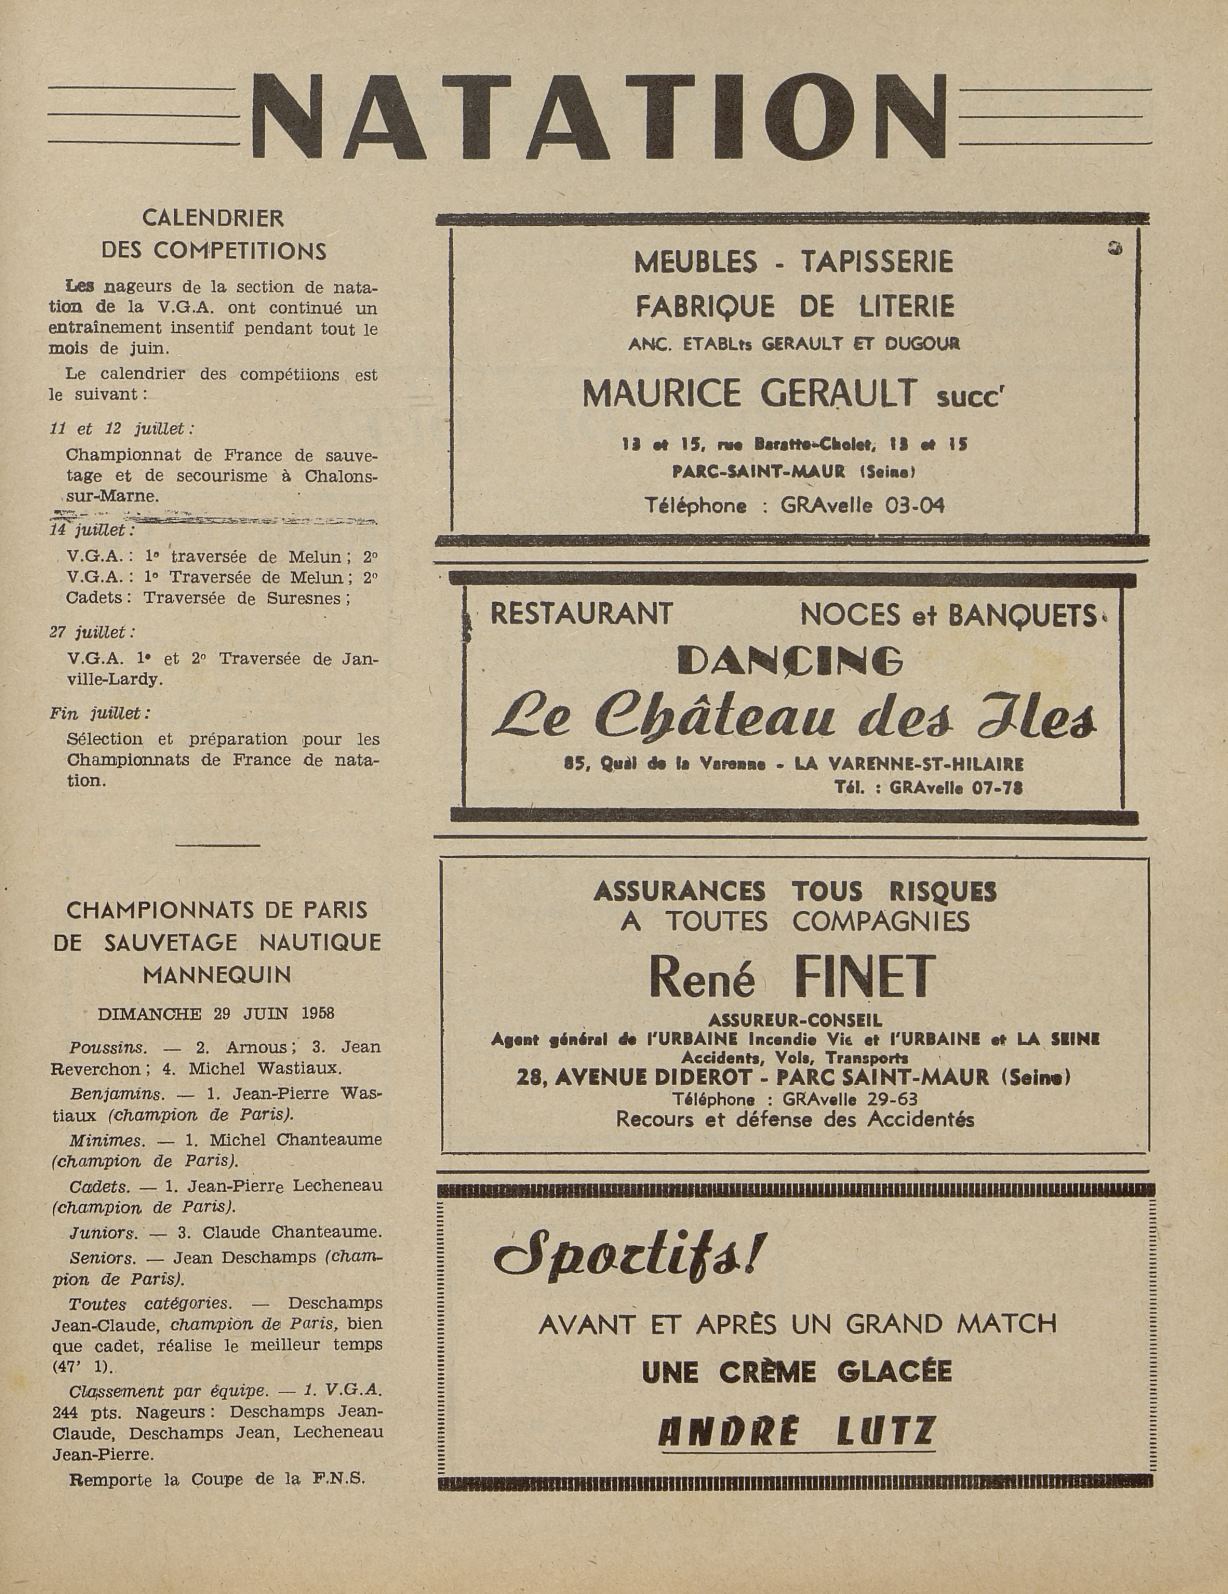 NATATION
CALENDRIER
DES COMPETITIONS
Les nageurs de la section de nata-
tion de la V.G.A. ont continué un
entraînement insentif pendant tout le
mois de juin.
Le calendrier des compétiions est
le suivant :
11 et 12 juillet :
Championnat de France de sauve-
tage et de secourisme à Chalons-
sur-Marne.
14 juillet :
V.G.A. : 1º traversée de Melun ; 2º
V.G.A. : 1º Traversée de Melun ; 2º
Cadets : Traversée de Suresnes ;
27 juillet :
V.G.A. 1º et 2º Traversée de Jan-
ville-Lardy.
Fin juillet :
Sélection et préparation pour les
Championnats de France de nata-
tion.
CHAMPIONNATS DE PARIS
DE SAUVETAGE NAUTIQUE
MANNEQUIN
DIMANCHE 29 JUIN 1958
Poussins. — 2. Arnous ; 3. Jean
Reverchon ; 4. Michel Wastiaux.
Benjamins. — 1. Jean-Pierre Was-
tiaux (champion de Paris).
Minimes. — 1. Michel Chanteaume
(champion de Paris).
Cadets. — 1. Jean-Pierre Lecheneau
(champion de Paris).
Juniors. — 3. Claude Chanteaume.
Seniors. — Jean Deschamps (cham-
pion de Paris).
Toutes catégories. — Deschamps
Jean-Claude, champion de Paris, bien
que cadet, réalise le meilleur temps
(47' 1).
Classement par équipe. — 1. V.G.A.
244 pts. Nageurs : Deschamps Jean-
Claude, Deschamps Jean, Lecheneau
Jean-Pierre.
Remporte la Coupe de la F.N.S.
MEUBLES - TAPISSERIE
FABRIQUE DE LITERIE
ANC. ETABLts GERAULT ET DUGOUR
MAURICE GERAULT succr
13 et 15, rue Baratte-Cholet, 13 et 15
PARC-SAINT-MAUR (Seine)
Téléphone : GRAvelle 03-04
RESTAURANT NOCES et BANQUETS
DANCING
Le Château des Iles
85, Quai de la Varenne - LA VARENNE-ST-HILAIRE
Tél. : GRAvelle 07-78
ASSURANCES TOUS RISQUES
A TOUTES COMPAGNIES
René FINET
ASSUREUR-CONSEIL
Agent général de l'URBAINE Incendie Vie et l'URBAINE et LA SEINE
Accidents, Vols, Transports
28, AVENUE DIDEROT - PARC SAINT-MAUR (Seine)
Téléphone : GRAvelle 29-63
Recours et défense des Accidentés
Sportifs!
AVANT ET APRÈS UN GRAND MATCH
UNE CRÈME GLACÉE
ANDRÉ LUTZ